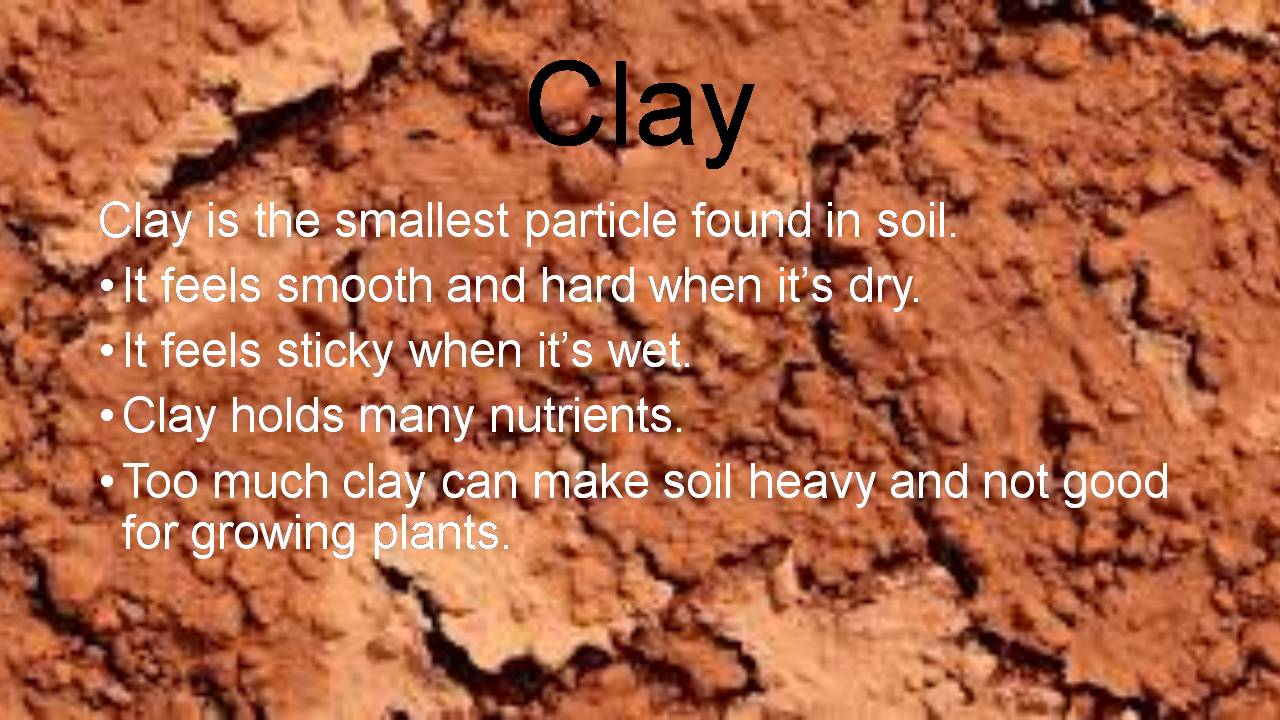 Clay
Clay is the smallest particle found in soil.
•It feels smooth and hard when it’s dry.
•It feels sticky when it’s wet.
•Clay holds many nutrients.
•Too much clay can make soil heavy and not good
for growing plants.